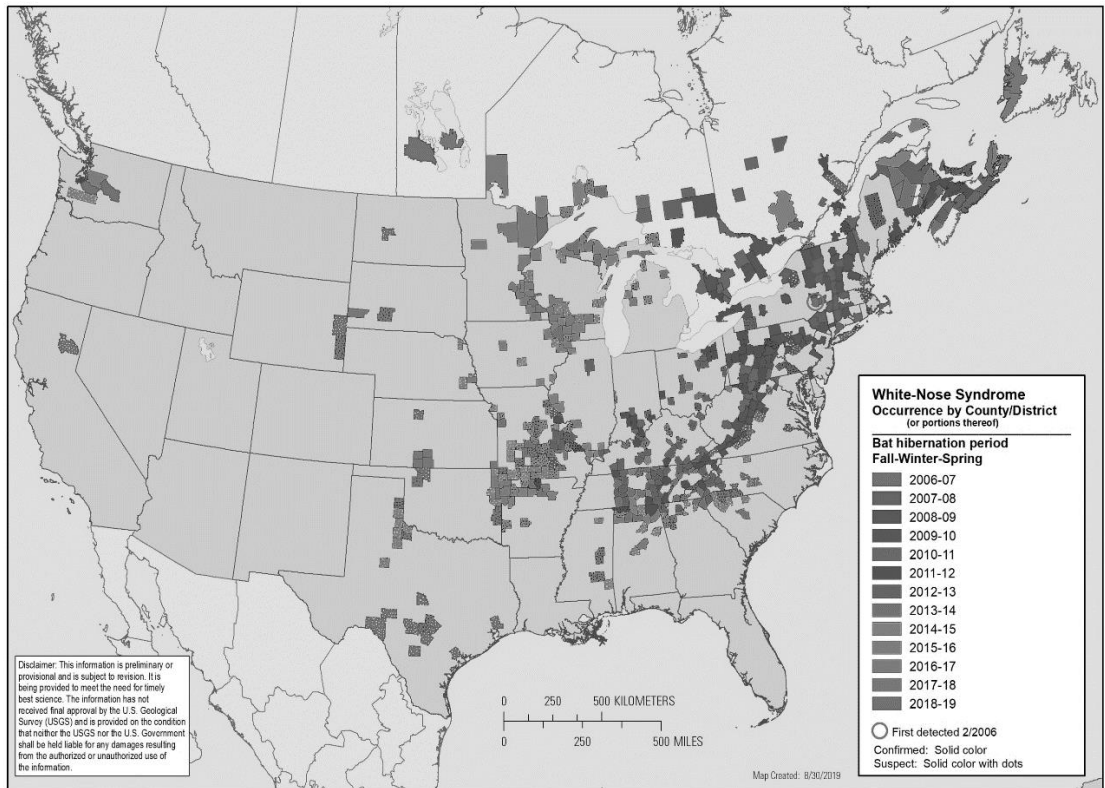 White-Nose Syndrome
Occurrence by County/District
(or portions thereof)
Bat hibernation period
Fall-Winter-Spring
2006-07
2007-08
2008-09
2009-10
2010-11
2011-12
2012-13
2013-14
2014-15
2015-16
2016-17
2017-18
2018-19
First detected 2/2006
Confirmed: Solid color
Suspect: Solid color with dots
Disclaimer: This information is preliminary or
provisional and is subject to revision. It is
being provided to meet the need for timely
best science. The information has not
received final approval by the U.S. Geological
Survey (USGS) and is provided on the condition
that neither the USGS nor the U.S. Government
shall be held liable for any damages resulting
from the authorized or unauthorized use of
the information.
0 250 500 KILOMETERS
0 250 500 MILES
Map Created: 8/30/2019